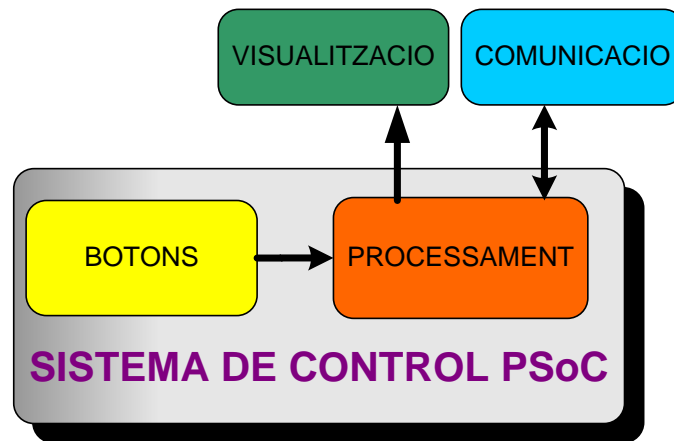 VISUALITZACIO
COMUNICACIO
BOTONS
PROCESSAMENT
SISTEMA DE CONTROL PSoC